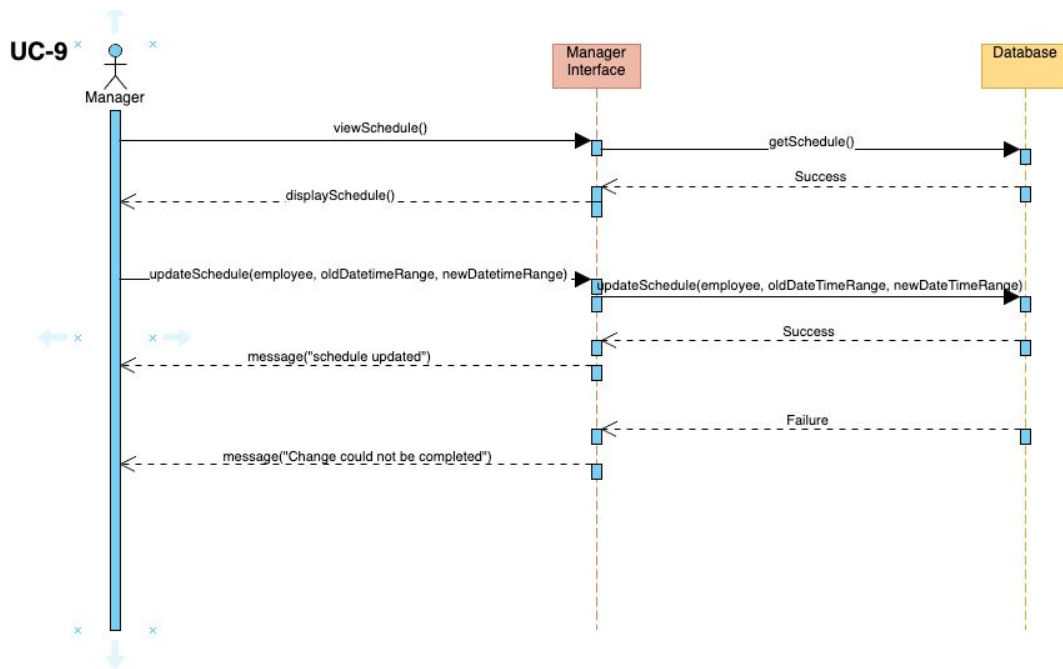 UC-9
Manager
Manager
Interface
Database
viewSchedule()
getSchedule()
Success
displaySchedule()
updateSchedule(employee, oldDatetimeRange, newDatetimeRange)
updateSchedule(employee, oldDateTimeRange, newDateTimeRange)
Success
message("schedule updated")
Failure
message("Change could not be completed")